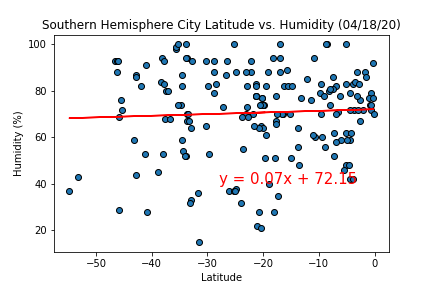 Southern Hemisphere City Latitude vs. Humidity (04/18/20)
Humidity (%)
100
80
60
40
20
y = 0.07x + 72.15
−50
−40
−30
−20
−10
0
Latitude